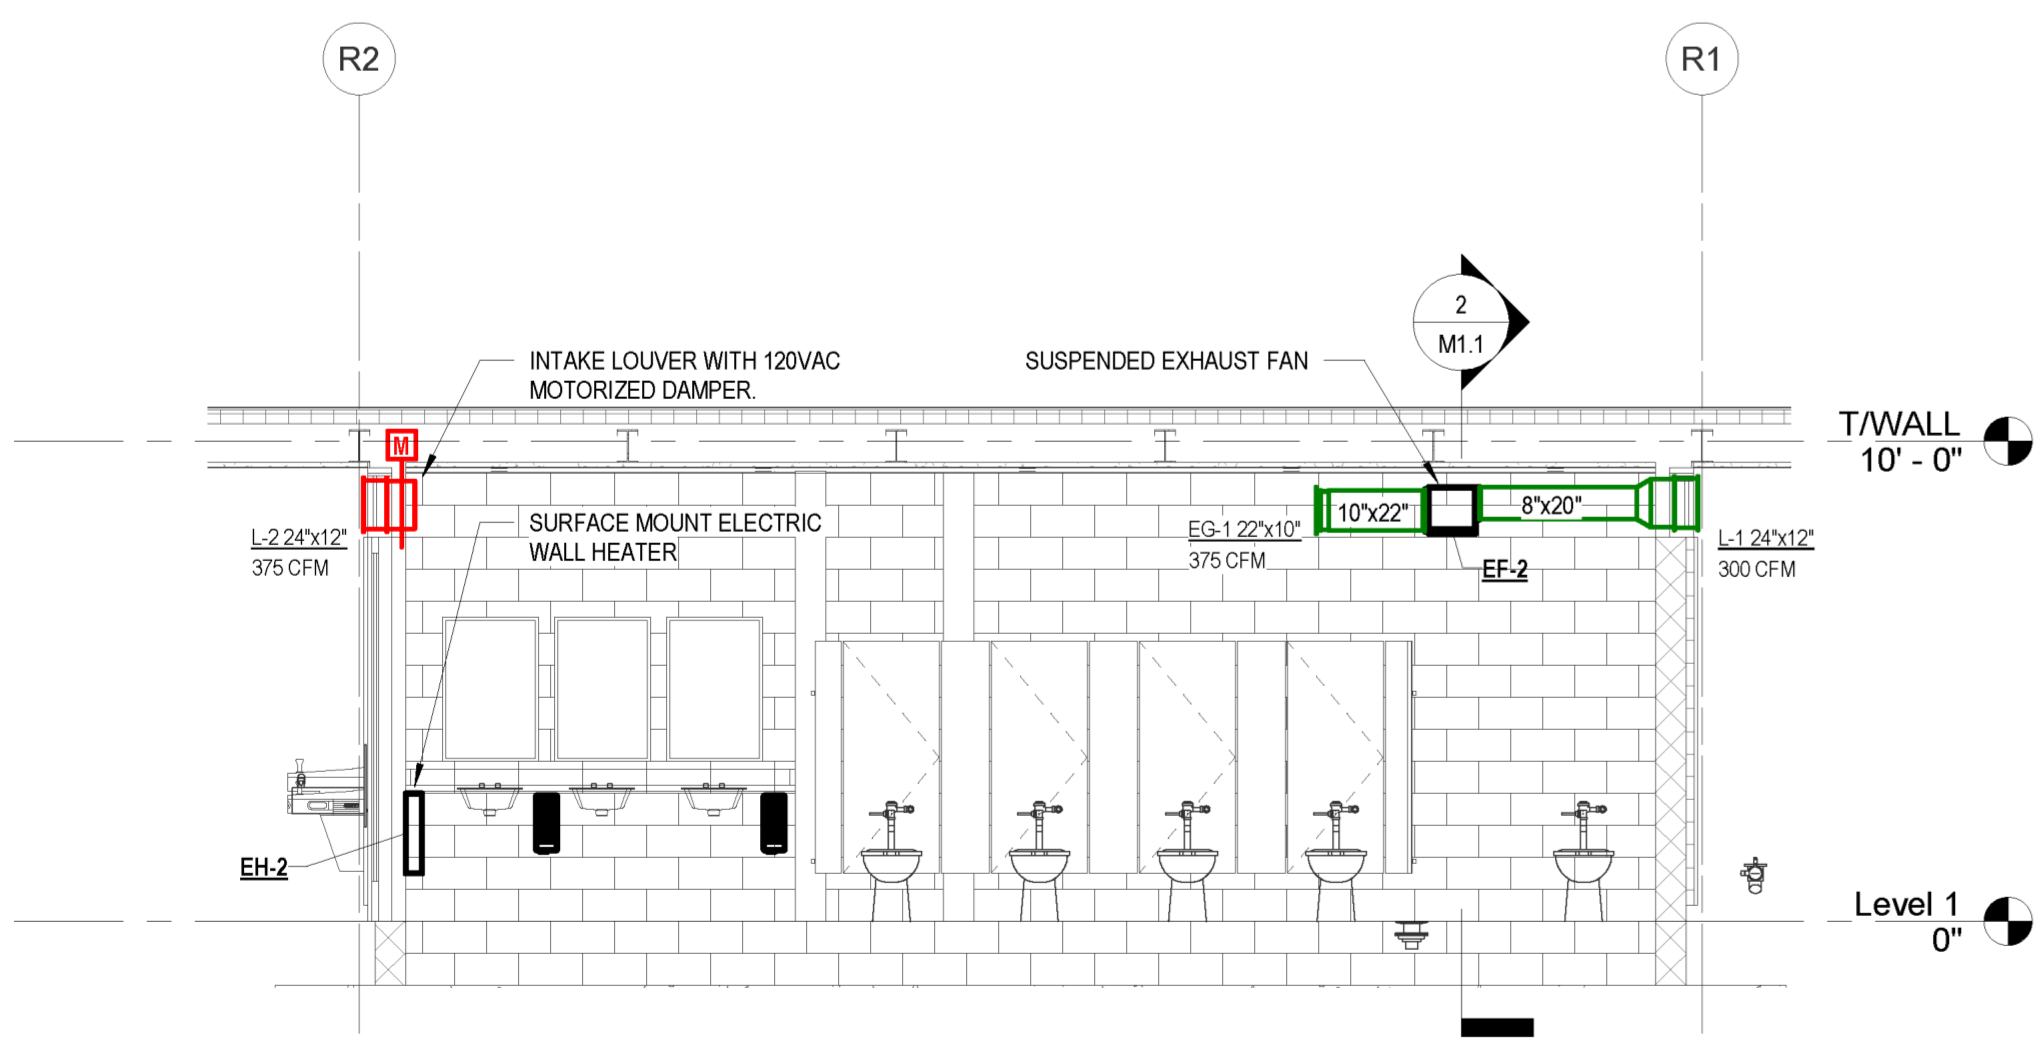 R2
R1
2
M1.1
INTAKE LOUVER WITH 120VAC
MOTORIZED DAMPER.
SUSPENDED EXHAUST FAN
T/WALL
10' - 0"
M
SURFACE MOUNT ELECTRIC
WALL HEATER
10"x22"
8"x20"
L-2 24"x12"
375 CFM
EG-1 22"x10"
375 CFM
EF-2
L-1 24"x12"
300 CFM
EH-2
Level 1
0"